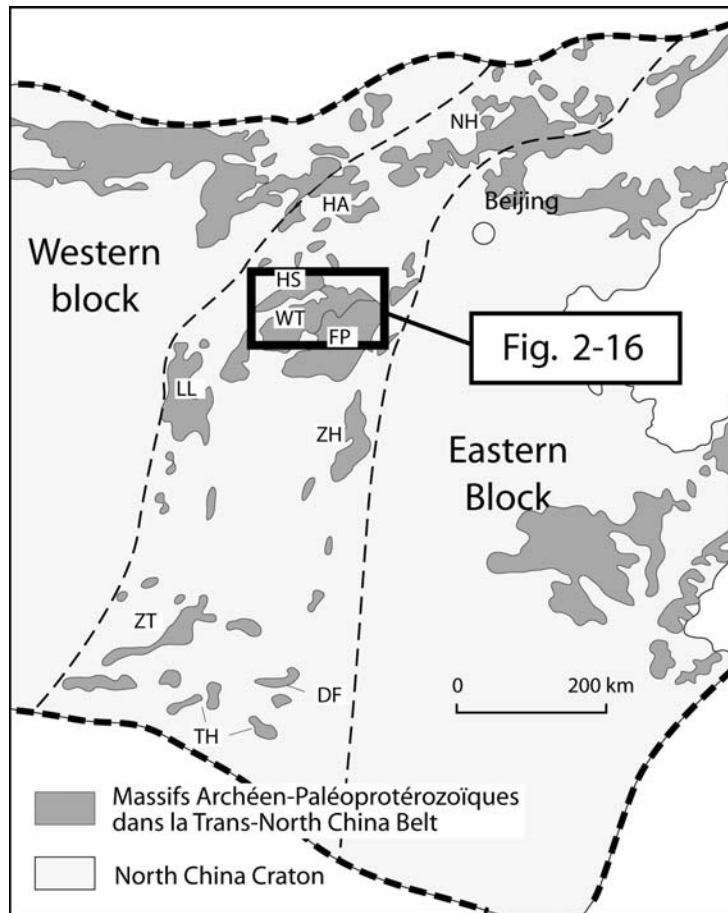 NH
HA
Beijing
Western
block
HS
WT
FP
Fig. 2-16
LL
ZH
Eastern
Block
ZT
DF
TH
0
200 km
Massifs Archéen-Paléoprotérozoïques
dans la Trans-North China Belt
North China Craton